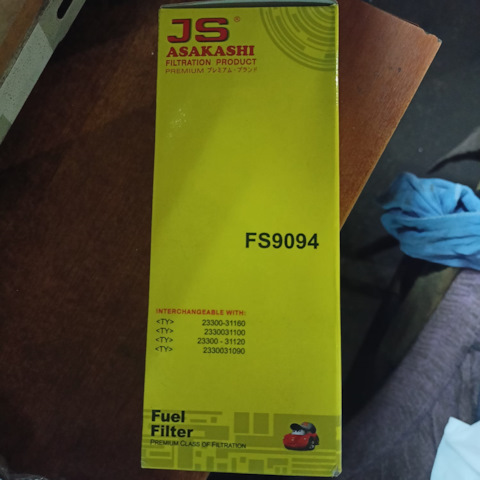 JS®
ASAKASHI
FILTRATION PRODUCT
PREMIUM プレミアム・ブランド
FS9094
INTERCHANGEABLE WITH:
<TY> 23300-31160
<TY> 2330031100
<TY> 23300 - 31120
<TY> 2330031090
Fuel
Filter
PREMIUM CLASS OF FILTRATION